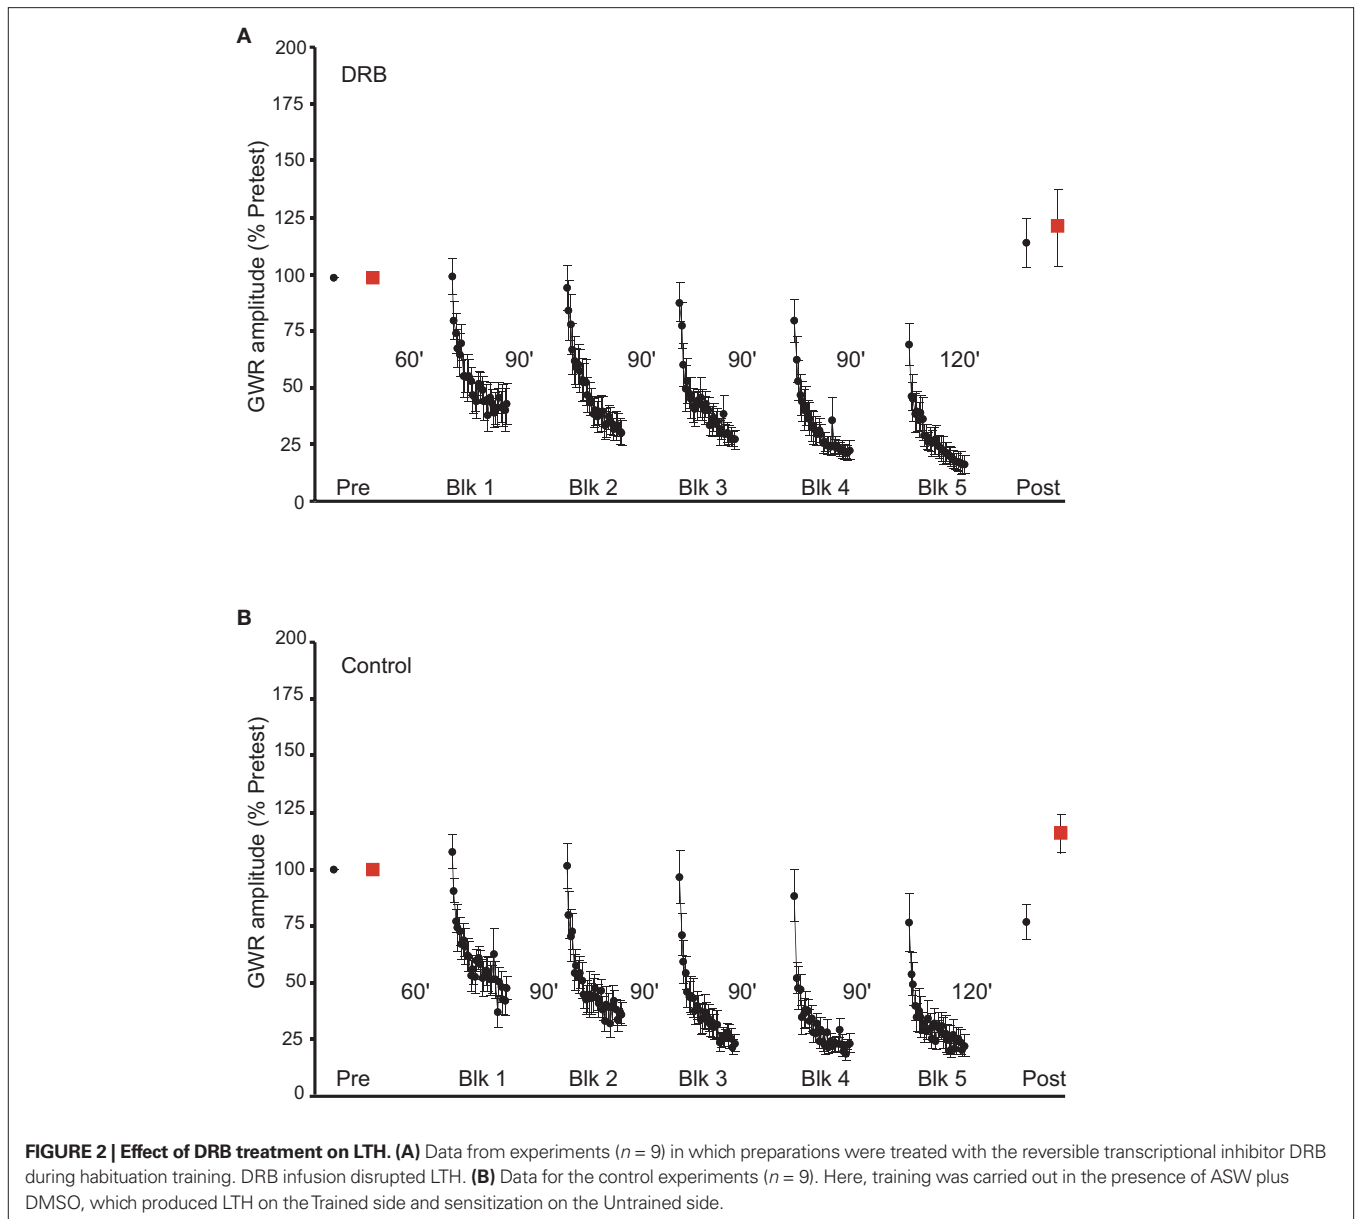 A
200
DRB
175
150
125
100
75
50
25
0
GWR amplitude (% Pretest)
60' 90' 90' 90' 90' 120'
Pre Blk 1 Blk 2 Blk 3 Blk 4 Blk 5 Post
B
200
Control
175
150
125
100
75
50
25
0
GWR amplitude (% Pretest)
60' 90' 90' 90' 90' 120'
Pre Blk 1 Blk 2 Blk 3 Blk 4 Blk 5 Post
FIGURE 2 | Effect of DRB treatment on LTH. (A) Data from experiments (n = 9) in which preparations were treated with the reversible transcriptional inhibitor DRB
during habituation training. DRB infusion disrupted LTH. (B) Data for the control experiments (n = 9). Here, training was carried out in the presence of ASW plus
DMSO, which produced LTH on the Trained side and sensitization on the Untrained side.